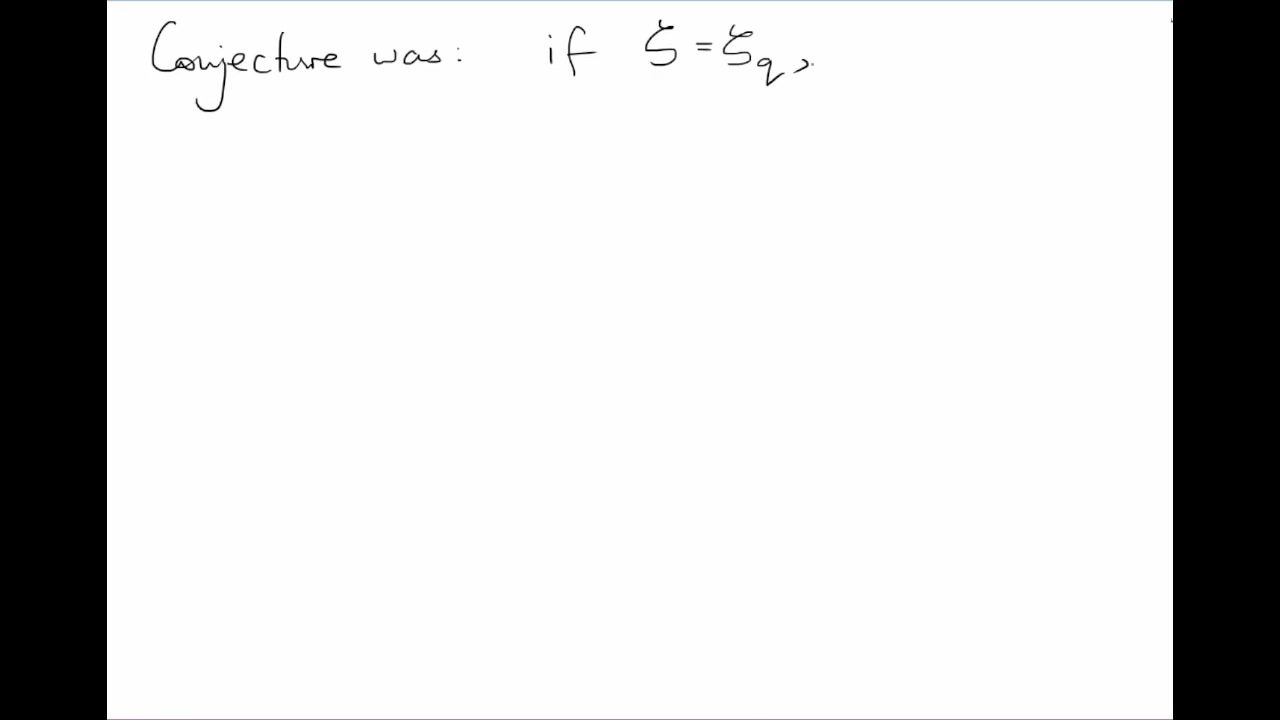 Conjecture was: if ζ = ζ_q,